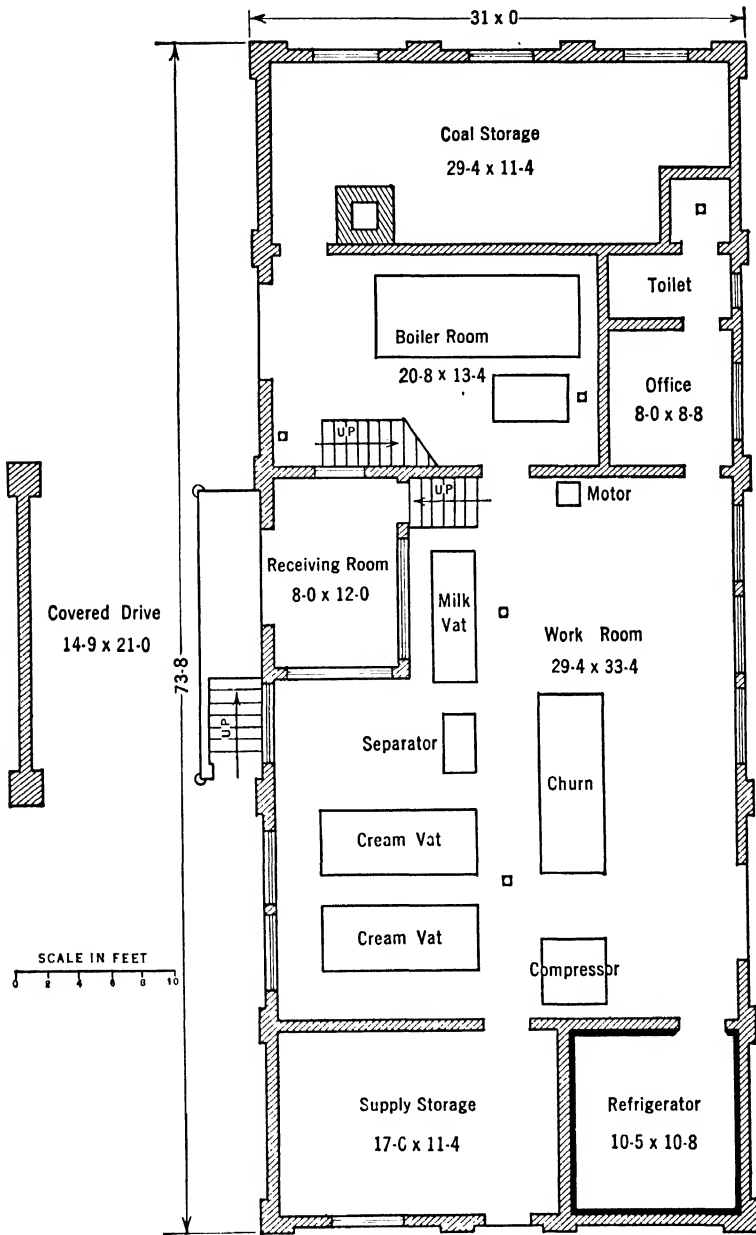 31 x 0
Coal Storage
29-4 x 11-4
Toilet
Boiler Room
20-8 x 13-4
Office
8-0 x 8-8
UP
UP
Motor
Receiving Room
8-0 x 12-0
Milk
Vat
Covered Drive
14-9 x 21-0
73-8
Work Room
29-4 x 33-4
UP
Separator
Churn
Cream Vat
Cream Vat
SCALE IN FEET
0 2 4 6 8 10
Compressor
Supply Storage
17-0 x 11-4
Refrigerator
10-5 x 10-8